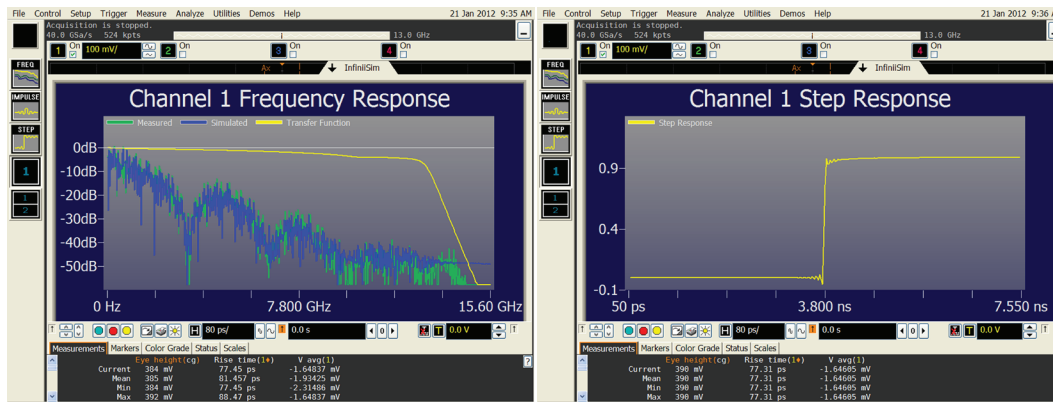 File Control Setup Trigger Measure Analyze Utilities Demos Help 21 Jan 2012 9:35 AM
Acquisition is stopped.
40.0 GSa/s 524 kpts 13.0 GHz
1 On 100 mV/ 2 On 3 On 4 On
Ax InfiniiSim
FREQ
IMPULSE
STEP
1
1
2
Channel 1 Frequency Response
Measured Simulated Transfer Function
0dB
-10dB
-20dB
-30dB
-40dB
-50dB
0 Hz 7.800 GHz 15.60 GHz
H 80 ps/ 0.0 s 0 T 0.0 V
Measurements Markers Color Grade Status Scales
Eye height(cg) Rise time(1+) V avg(1)
Current 384 mV 77.45 ps -1.64837 mV
Mean 385 mV 81.457 ps -1.93425 mV
Min 384 mV 77.45 ps -2.31486 mV
Max 392 mV 88.47 ps -1.64837 mV
File Control Setup Trigger Measure Analyze Utilities Demos Help 21 Jan 2012 9:36 A
Acquisition is stopped.
40.0 GSa/s 524 kpts 13.0 GHz
1 On 100 mV/ 2 On 3 On 4 On
Ax InfiniiSim
FREQ
IMPULSE
STEP
1
1
2
Channel 1 Step Response
Step Response
0.9
0.4
-0.1
50 ps 3.800 ns 7.550 ns
H 80 ps/ 0.0 s 0 T 0.0 V
Measurements Markers Color Grade Status Scales
Eye height(cg) Rise time(1+) V avg(1)
Current 390 mV 77.31 ps -1.64605 mV
Mean 390 mV 77.31 ps -1.64605 mV
Min 390 mV 77.31 ps -1.64605 mV
Max 390 mV 77.31 ps -1.64605 mV